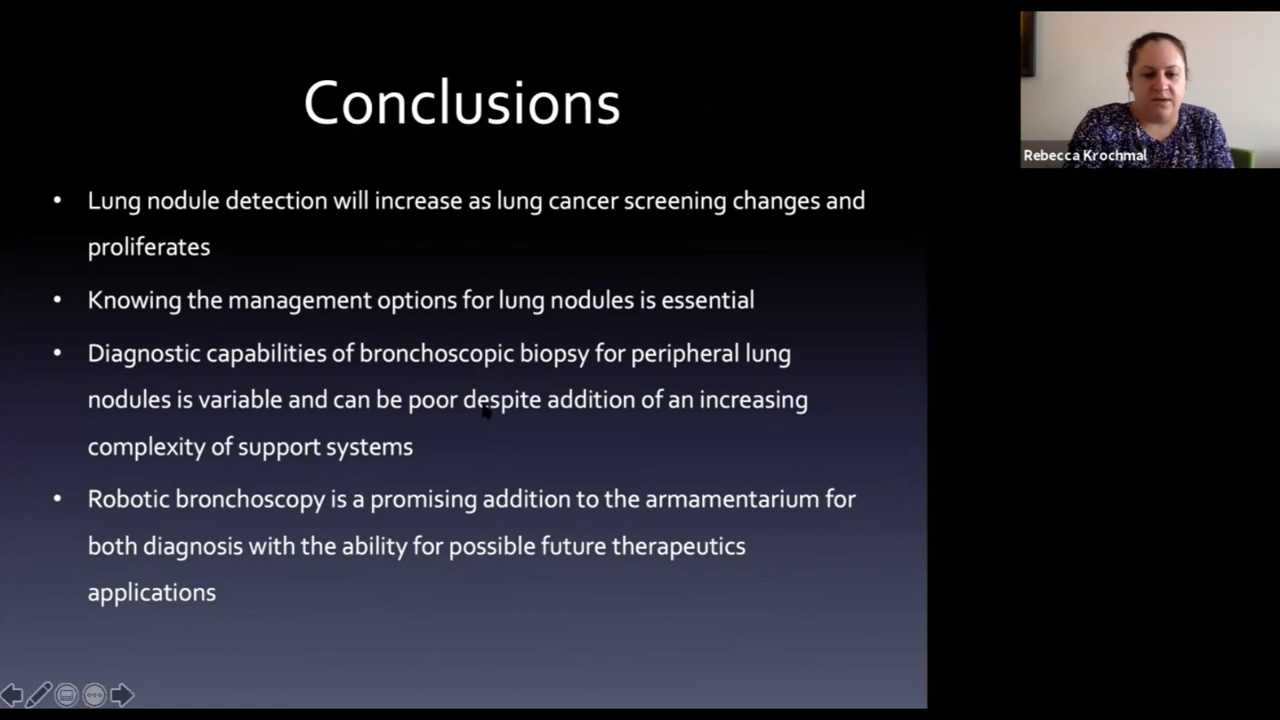 Conclusions
• Lung nodule detection will increase as lung cancer screening changes and
proliferates
• Knowing the management options for lung nodules is essential
• Diagnostic capabilities of bronchoscopic biopsy for peripheral lung
nodules is variable and can be poor despite addition of an increasing
complexity of support systems
• Robotic bronchoscopy is a promising addition to the armamentarium for
both diagnosis with the ability for possible future therapeutics
applications
Rebecca Krochmal